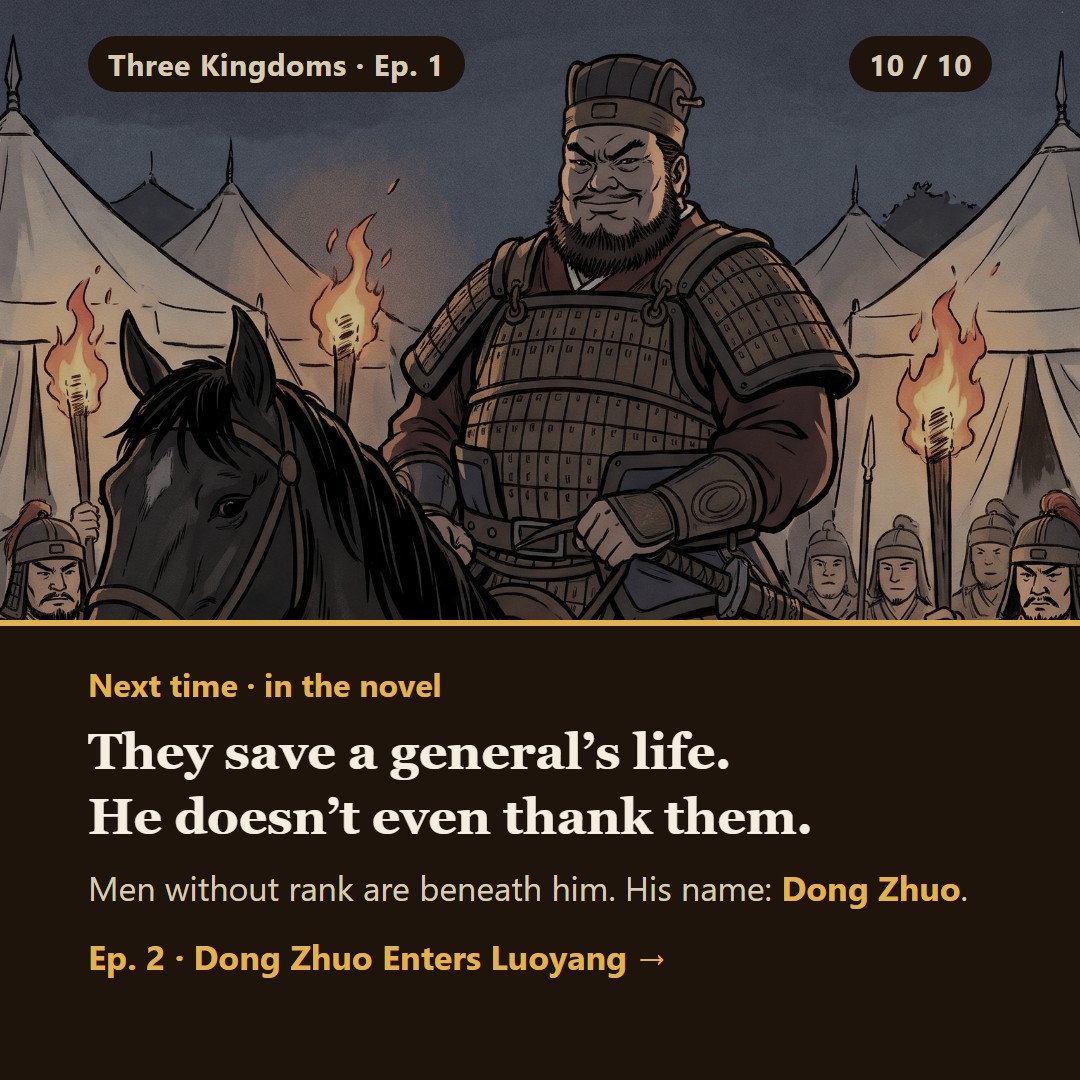 Three Kingdoms · Ep. 1
10 / 10
Next time · in the novel
They save a general’s life.
He doesn’t even thank them.
Men without rank are beneath him. His name: Dong Zhuo.
Ep. 2 · Dong Zhuo Enters Luoyang →